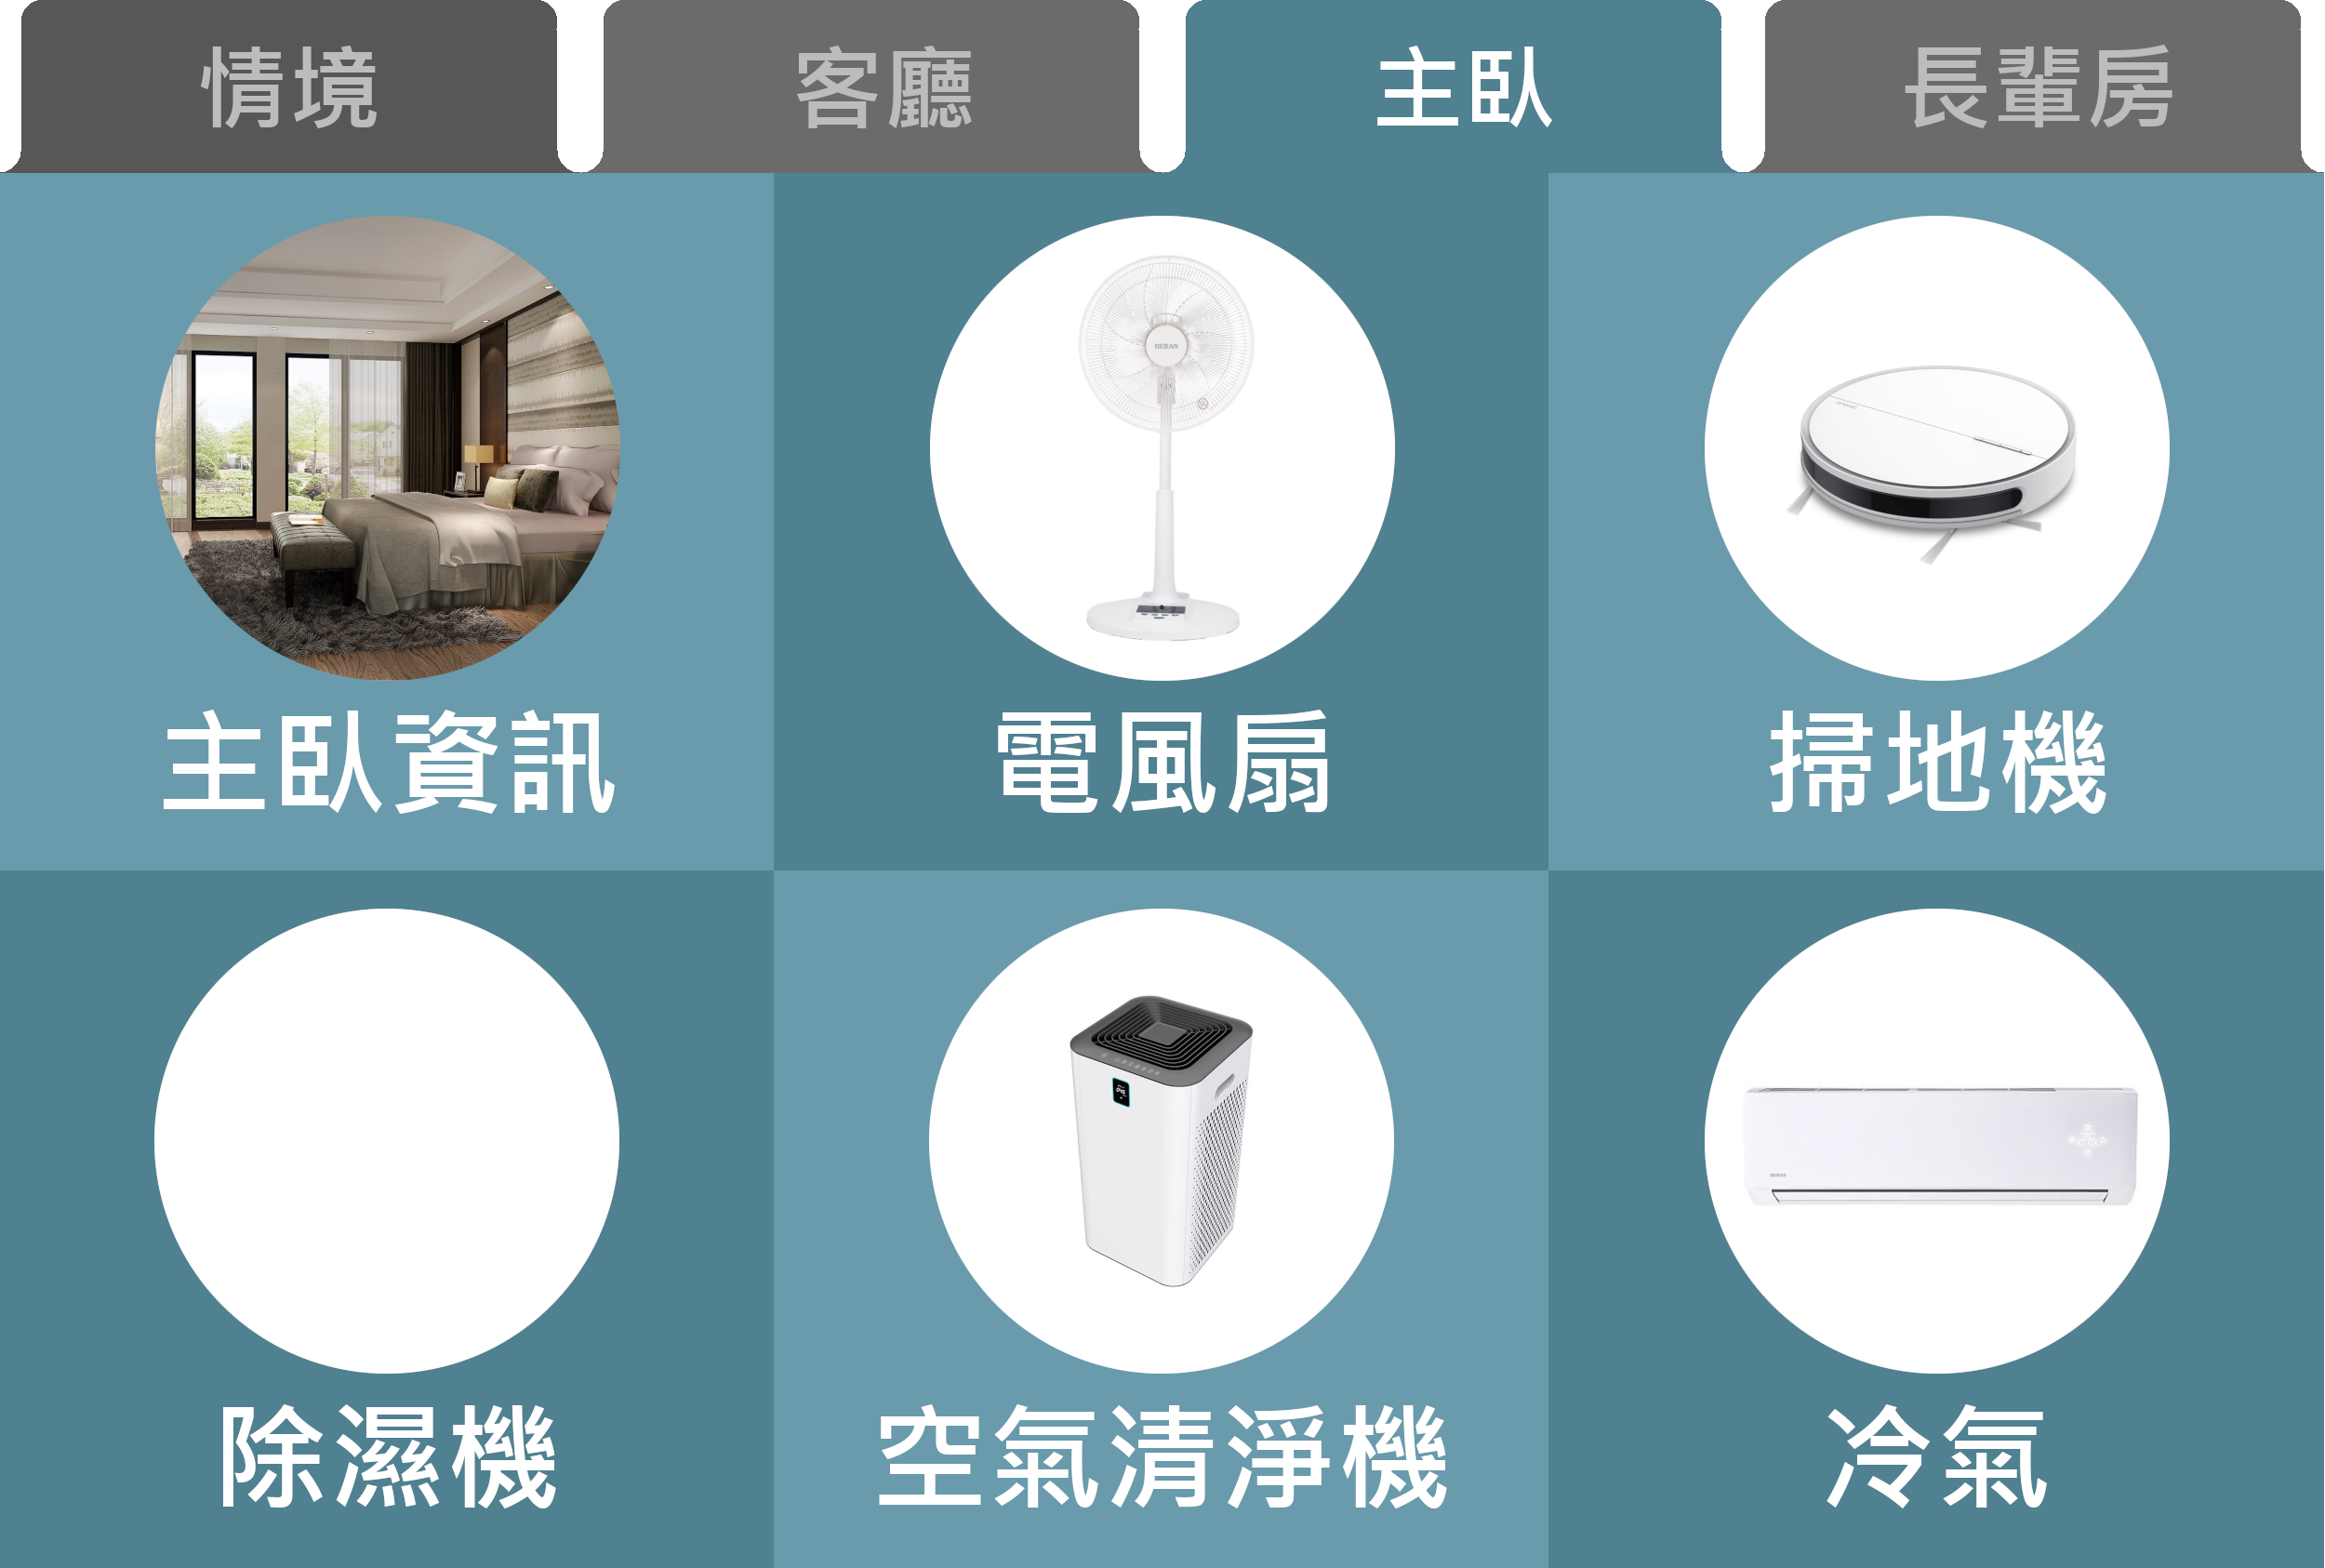 情境
客廳
主臥
長輩房
HERAN
主臥資訊
電風扇
掃地機
HERAN
除濕機
空氣清淨機
冷氣